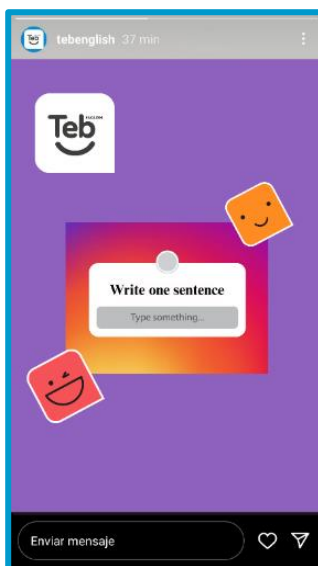 tebenglish 37 min
Teb
Write one sentence
Type something...
Enviar mensaje